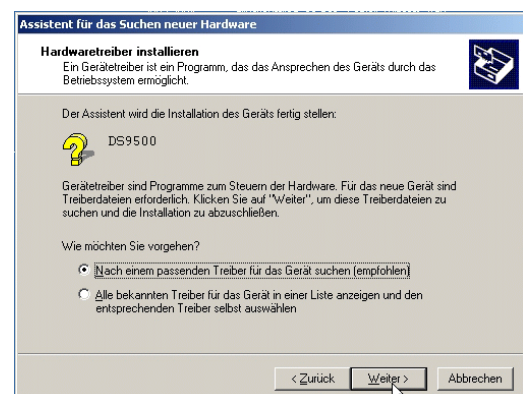 Assistent für das Suchen neuer Hardware
Hardwaretreiber installieren
Ein Gerätetreiber ist ein Programm, das das Ansprechen des Geräts durch das
Betriebssystem ermöglicht.
Der Assistent wird die Installation des Geräts fertig stellen:
DS9500
Gerätetreiber sind Programme zum Steuern der Hardware. Für das neue Gerät sind
Treiberdateien erforderlich. Klicken Sie auf "Weiter", um diese Treiberdateien zu
suchen und die Installation zu abzuschließen.
Wie möchten Sie vorgehen?
Nach einem passenden Treiber für das Gerät suchen (empfohlen)
Alle bekannten Treiber für das Gerät in einer Liste anzeigen und den
entsprechenden Treiber selbst auswählen
< Zurück Weiter > Abbrechen